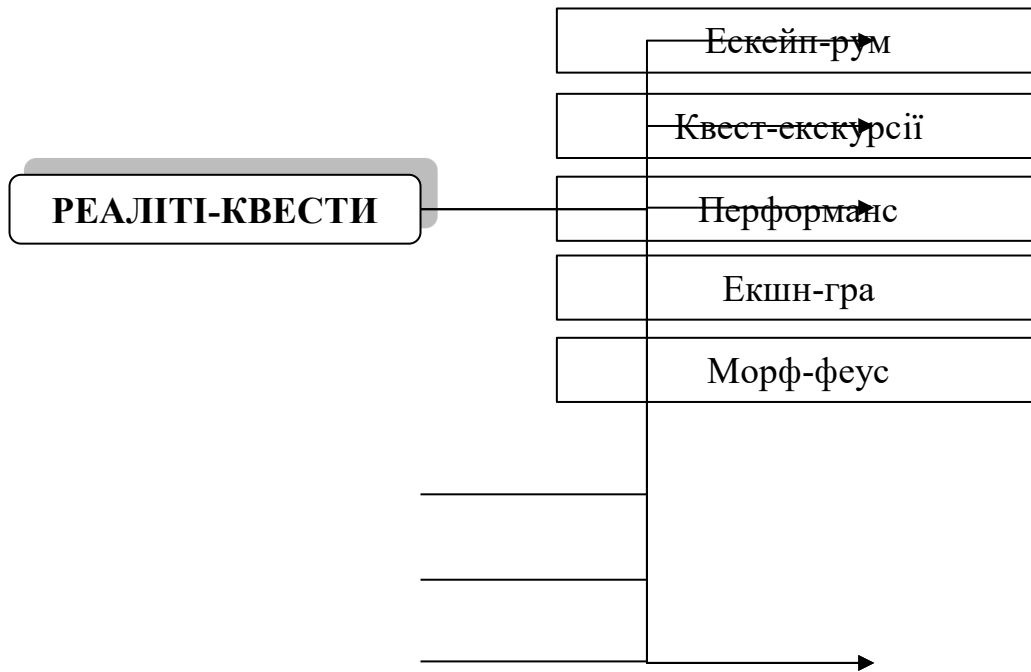 Ескейп-рум
Квест-екскурсії
РЕАЛІТІ-КВЕСТИ
Перформанс
Екшн-гра
Морф-феус